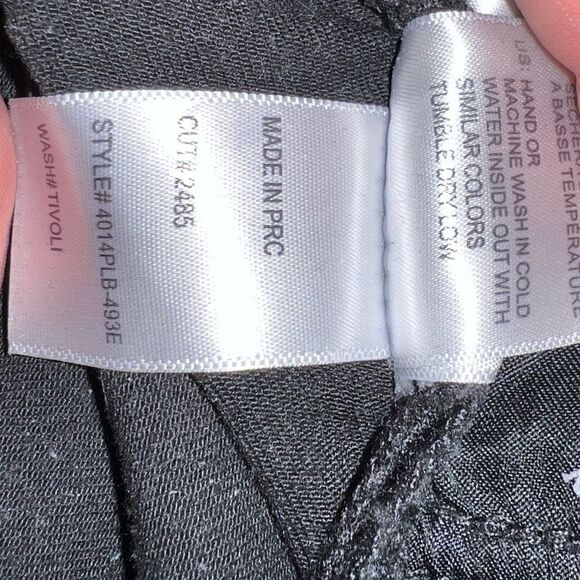 MADE IN PRC
CUT# 2485
STYLE# 4014PLB-493E
WASH# TIVOLI
A BASSE TEMPÉRATURE
US: HAND OR
MACHINE WASH IN COLD
WATER INSIDE OUT WITH
SIMILAR COLORS
TUMBLE DRY LOW